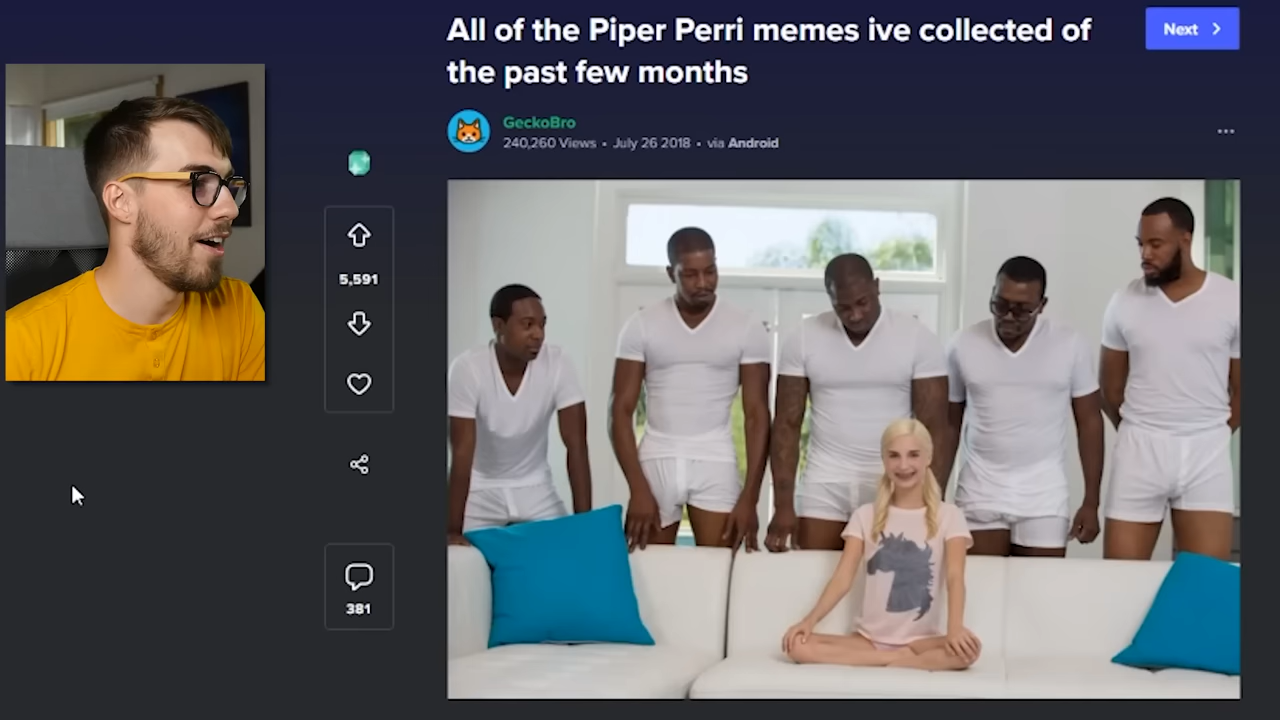 All of the Piper Perri memes ive collected of
the past few months
Next
GeckoBro
240,260 Views • July 26 2018 • via Android
5,591
381